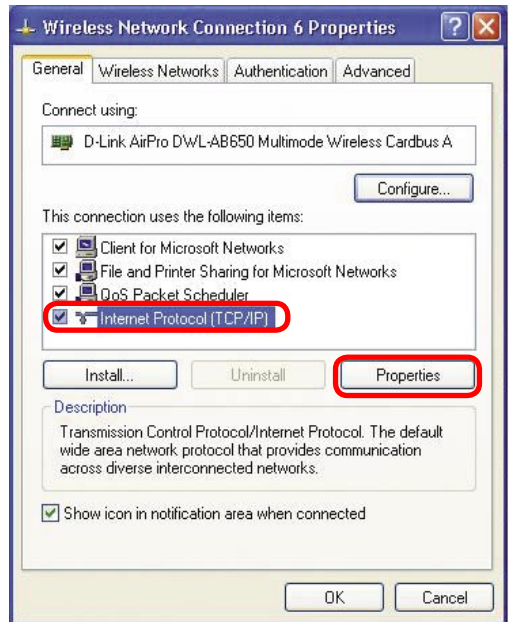 Wireless Network Connection 6 Properties
General Wireless Networks Authentication Advanced
Connect using:
D-Link AirPro DWL-AB650 Multimode Wireless Cardbus A
Configure...
This connection uses the following items:
Client for Microsoft Networks
File and Printer Sharing for Microsoft Networks
QoS Packet Scheduler
Internet Protocol (TCP/IP)
Install... Uninstall Properties
Description
Transmission Control Protocol/Internet Protocol. The default
wide area network protocol that provides communication
across diverse interconnected networks.
Show icon in notification area when connected
OK Cancel